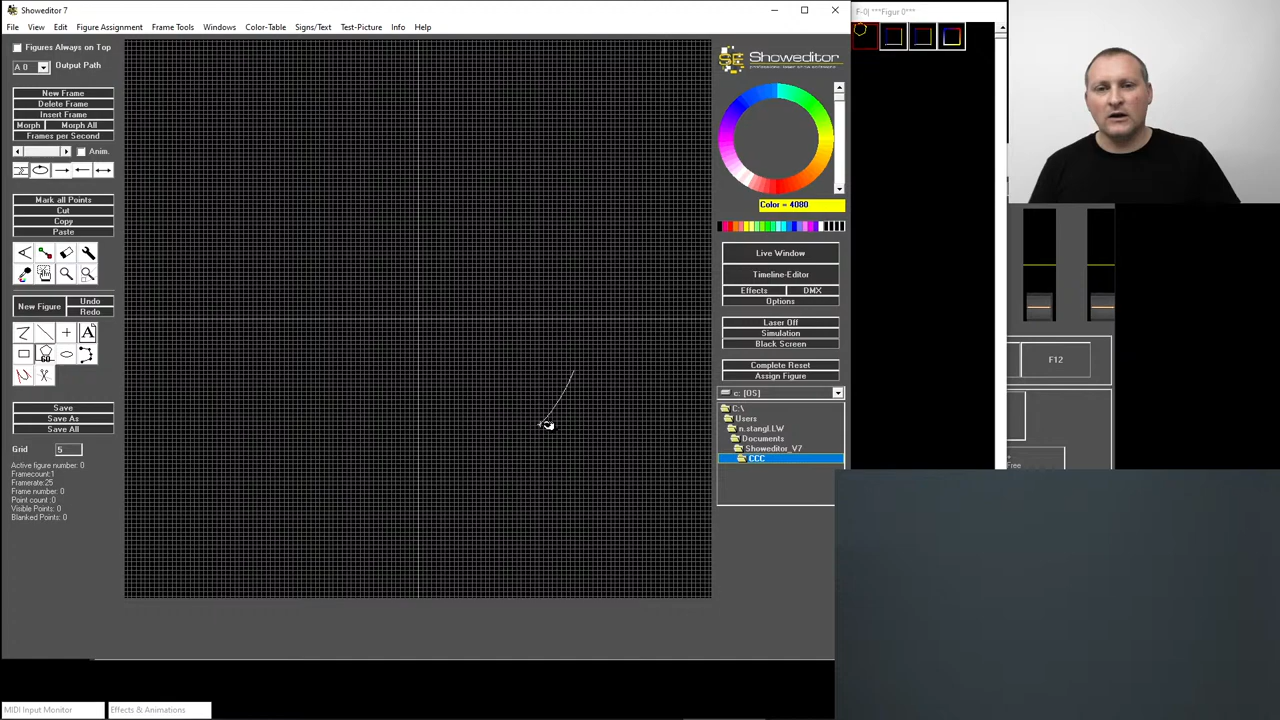 Showeditor 7
F-0| ***Figur 0***
File View Edit Figure Assignment Frame Tools Windows Color-Table Signs/Text Test-Picture Info Help
Figures Always on Top
Output Path
New Frame
Delete Frame
Insert Frame
Morph Morph All
Frames per Second
Anim.
Mark all Points
Cut
Copy
Paste
New Figure
Undo
Redo
A
60
Save
Save As
Save All
Grid 5
Active figure number: 0
Framecount:1
Framerate:25
Frame number: 0
Point count :0
Visible Points: 0
Blanked Points: 0
SE Showeditor
Color = 4080
Live Window
Timeline-Editor
Effects DMX
Options
Laser Off
Simulation
Black Screen
Complete Reset
Assign Figure
c: [OS]
C:\
Users
n.stangl.LW
Documents
Showeditor_V7
CCC
F12
Free
MIDI Input Monitor
Effects & Animations